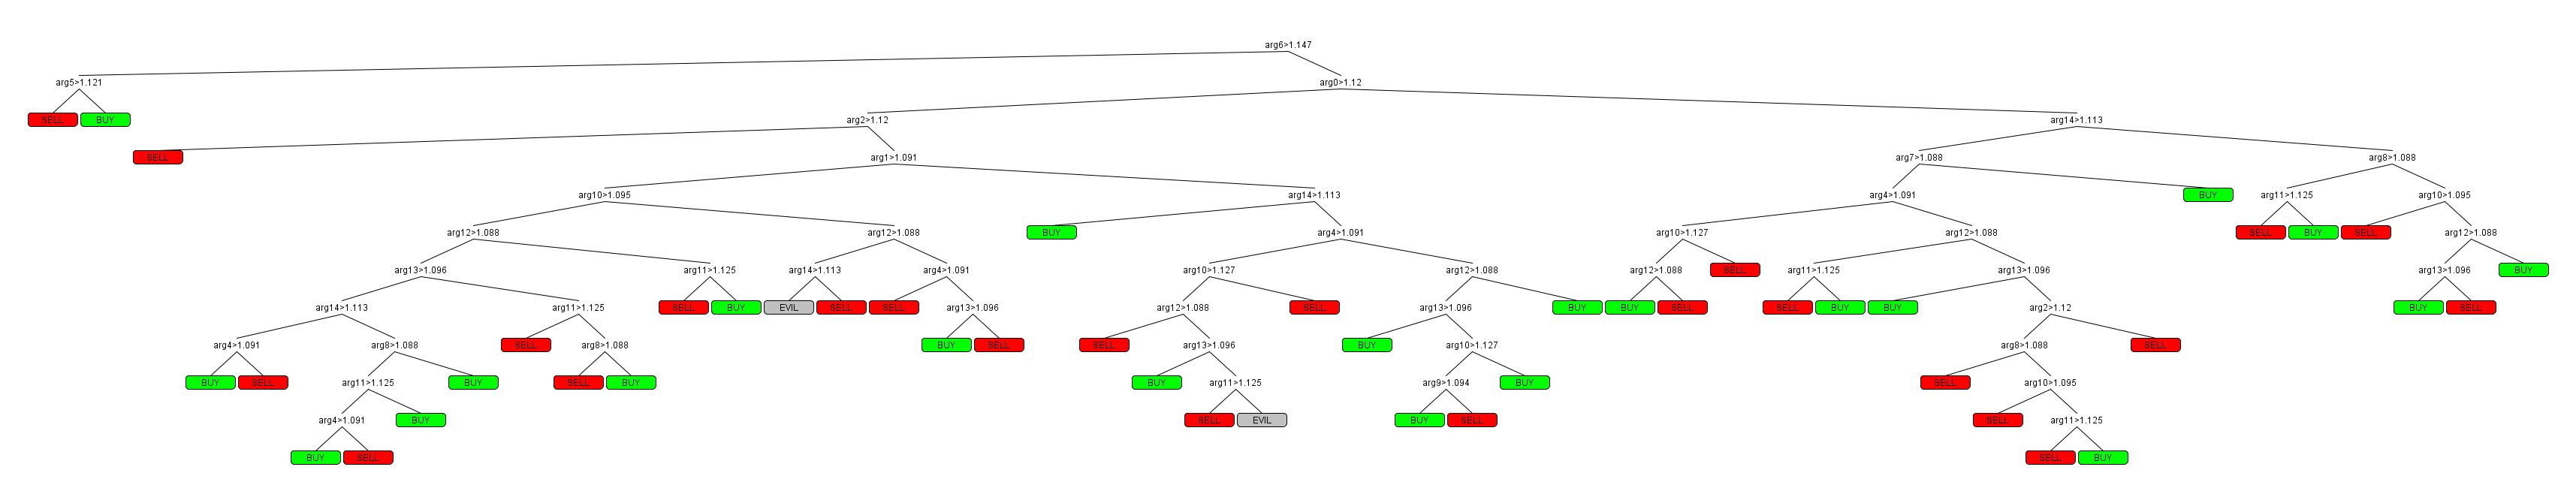 arg6>1.147
arg5>1.121 arg0>1.12
SELL BUY arg2>1.12 arg14>1.113
SELL arg1>1.091 arg7>1.088 arg8>1.088
arg10>1.095 arg14>1.113 arg4>1.091 BUY arg11>1.125 arg10>1.095
arg12>1.088 arg12>1.088 BUY arg4>1.091 arg10>1.127 arg12>1.088 SELL BUY SELL arg12>1.088
arg13>1.096 arg11>1.125 arg14>1.113 arg4>1.091 arg10>1.127 arg12>1.088 arg12>1.088 SELL arg11>1.125 arg13>1.096 arg13>1.096 BUY
arg14>1.113 arg11>1.125 SELL BUY EVIL SELL SELL arg13>1.096 arg12>1.088 SELL arg13>1.096 BUY BUY SELL SELL BUY BUY arg2>1.12 BUY SELL
arg4>1.091 arg8>1.088 SELL arg8>1.088 BUY SELL SELL arg13>1.096 BUY arg10>1.127 arg8>1.088 SELL
BUY SELL arg11>1.125 BUY SELL BUY BUY arg11>1.125 arg9>1.094 BUY SELL arg10>1.095
arg4>1.091 BUY SELL EVIL BUY SELL SELL arg11>1.125
BUY SELL SELL BUY